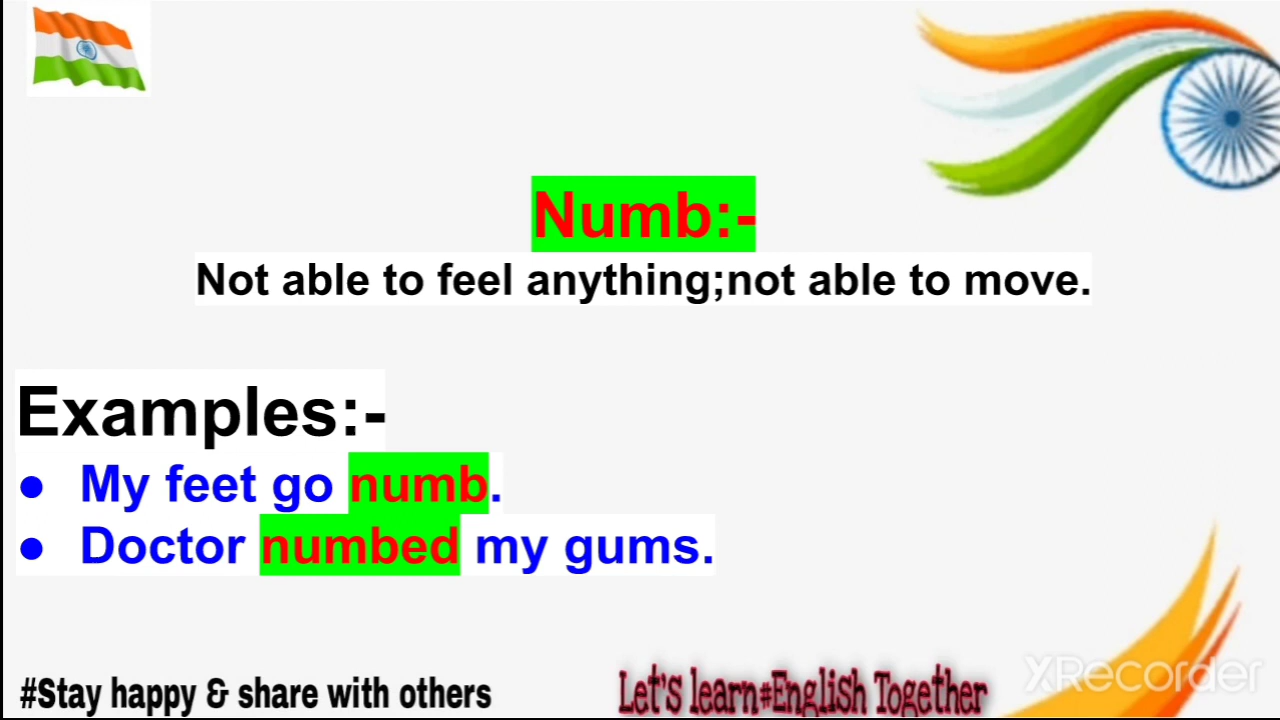 Numb:-
Not able to feel anything;not able to move.
Examples:-
● My feet go numb.
● Doctor numbed my gums.
#Stay happy & share with others
Let's learn#English Together
XRecorder